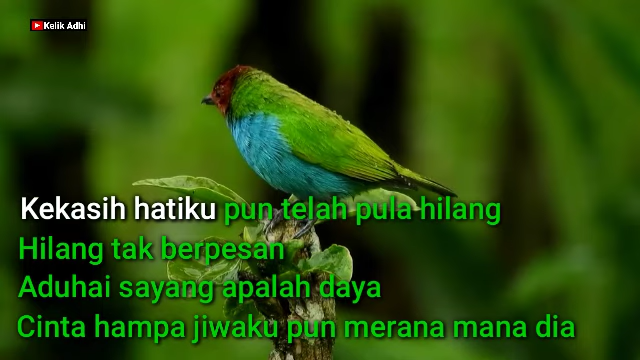 Kelik Adhi
Kekasih hatiku pun telah pula hilang
Hilang tak berpesan
Aduhai sayang apalah daya
Cinta hampa jiwaku pun merana mana dia